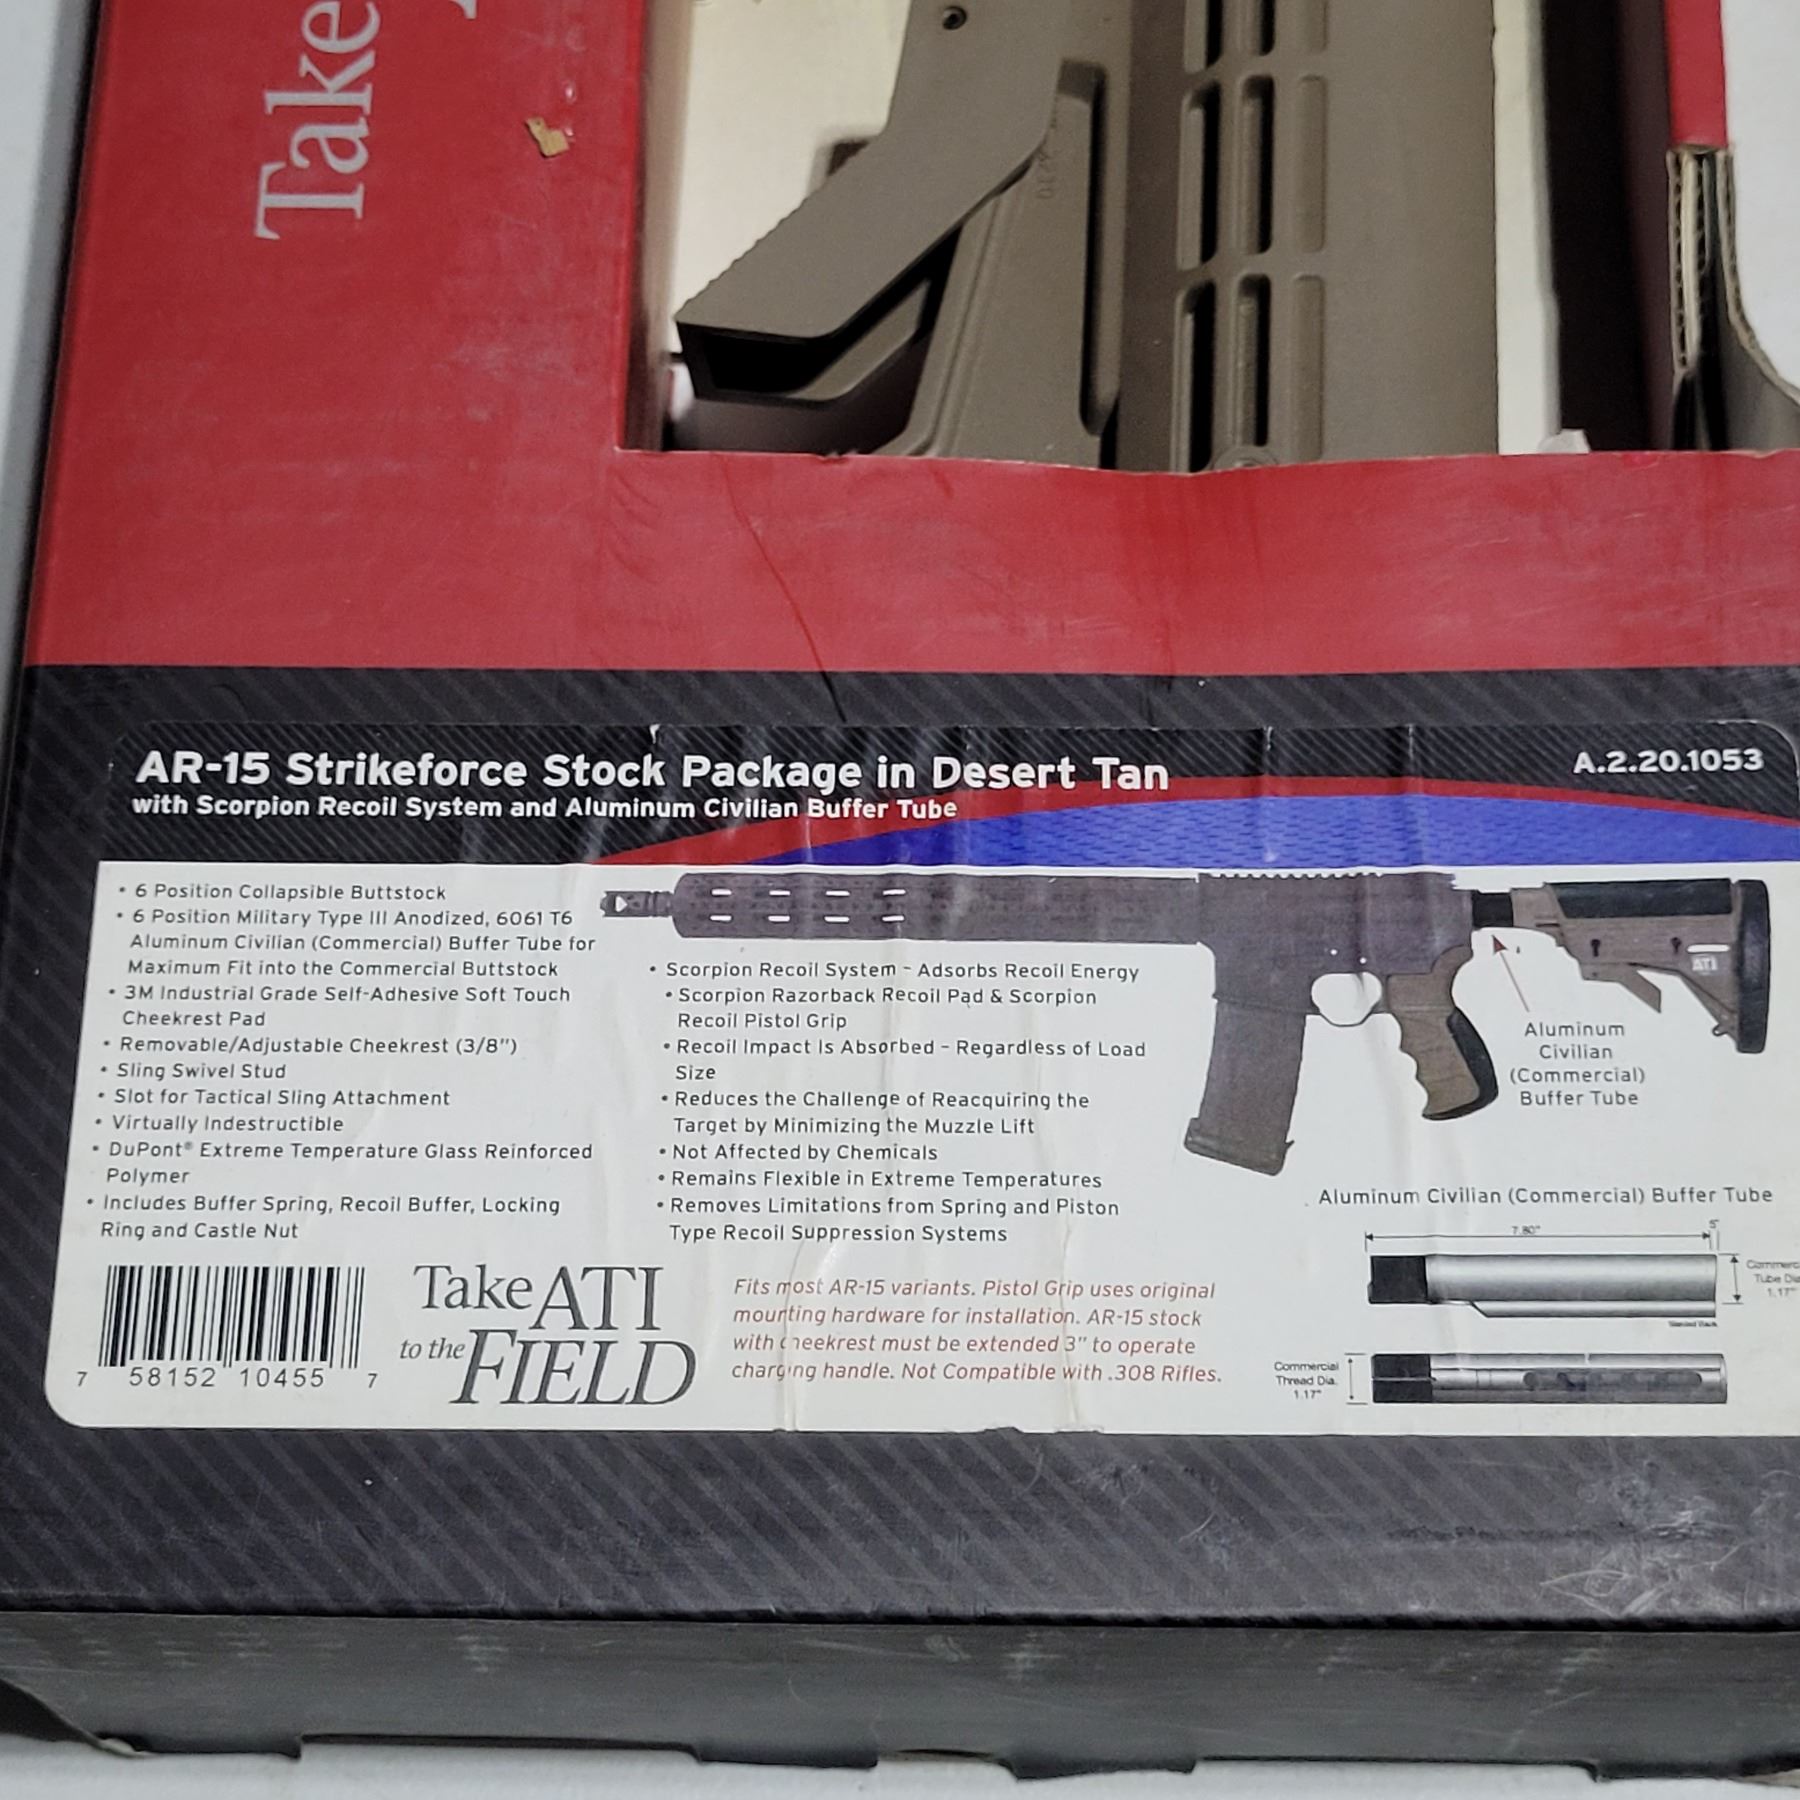 Take
AR-15 Strikeforce Stock Package in Desert Tan
A.2.20.1053
with Scorpion Recoil System and Aluminum Civilian Buffer Tube
• 6 Position Collapsible Buttstock
• 6 Position Military Type III Anodized, 6061 T6
Aluminum Civilian (Commercial) Buffer Tube for
Maximum Fit into the Commercial Buttstock
• 3M Industrial Grade Self-Adhesive Soft Touch
Cheekrest Pad
• Removable/Adjustable Cheekrest (3/8")
• Sling Swivel Stud
• Slot for Tactical Sling Attachment
• Virtually Indestructible
• DuPont® Extreme Temperature Glass Reinforced
Polymer
• Includes Buffer Spring, Recoil Buffer, Locking
Ring and Castle Nut
• Scorpion Recoil System - Adsorbs Recoil Energy
• Scorpion Razorback Recoil Pad & Scorpion
Recoil Pistol Grip
• Recoil Impact Is Absorbed - Regardless of Load
Size
• Reduces the Challenge of Reacquiring the
Target by Minimizing the Muzzle Lift
• Not Affected by Chemicals
• Remains Flexible in Extreme Temperatures
• Removes Limitations from Spring and Piston
Type Recoil Suppression Systems
ATI
Aluminum
Civilian
(Commercial)
Buffer Tube
Aluminum Civilian (Commercial) Buffer Tube
7.80"
Commerc
Tube Dia
1.17"
Slanted Back
Commercial
Thread Dia.
1.17"
7 58152 10455 7
Take ATI
to the FIELD
Fits most AR-15 variants. Pistol Grip uses original
mounting hardware for installation. AR-15 stock
with cheekrest must be extended 3" to operate
charging handle. Not Compatible with .308 Rifles.